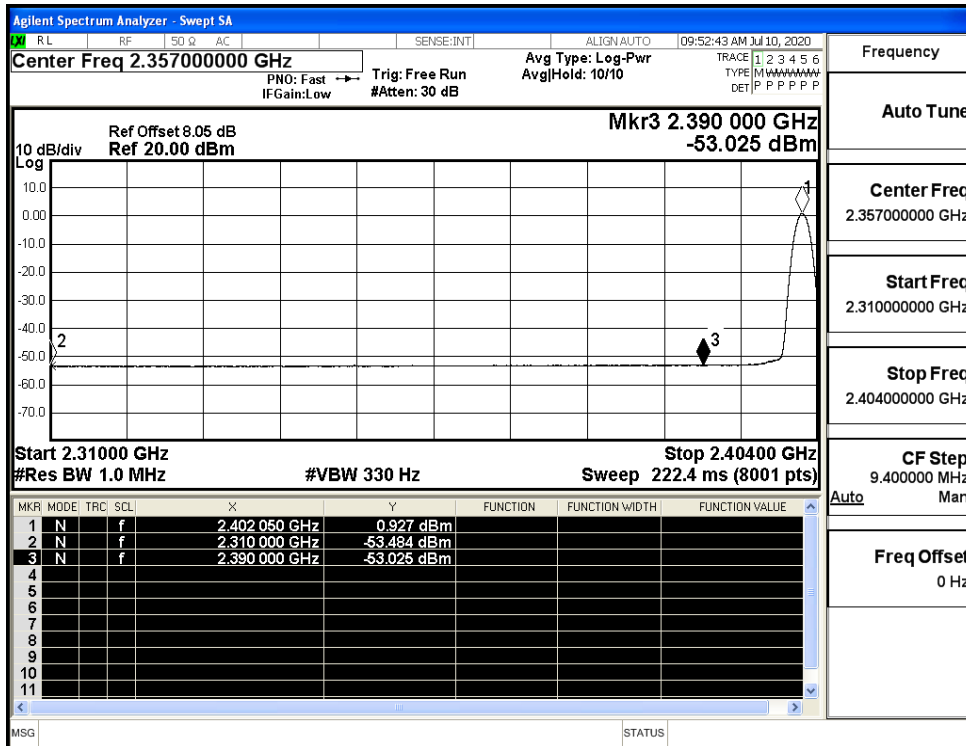 Agilent Spectrum Analyzer - Swept SA
LXI RL RF 50 Ω AC SENSE:INT ALIGN AUTO 09:52:43 AM Jul 10, 2020
Center Freq 2.357000000 GHz
PNO: Fast
IFGain:Low
Trig: Free Run
#Atten: 30 dB
Avg Type: Log-Pwr
Avg|Hold: 10/10
TRACE 1 2 3 4 5 6
TYPE M WWWWW
DET P P P P P P
Ref Offset 8.05 dB
10 dB/div Ref 20.00 dBm
Log
Mkr3 2.390 000 GHz
-53.025 dBm
10.0
0.00
-10.0
-20.0
-30.0
-40.0
-50.0
-60.0
-70.0
1
2
3
Start 2.31000 GHz Stop 2.40400 GHz
#Res BW 1.0 MHz #VBW 330 Hz Sweep 222.4 ms (8001 pts)
MKR MODE TRC SCL X Y FUNCTION FUNCTION WIDTH FUNCTION VALUE
1 N f 2.402 050 GHz 0.927 dBm
2 N f 2.310 000 GHz -53.484 dBm
3 N f 2.390 000 GHz -53.025 dBm
4
5
6
7
8
9
10
11
MSG STATUS
Frequency
Auto Tune
Center Freq
2.357000000 GHz
Start Freq
2.310000000 GHz
Stop Freq
2.404000000 GHz
CF Step
9.400000 MHz
Auto Man
Freq Offset
0 Hz